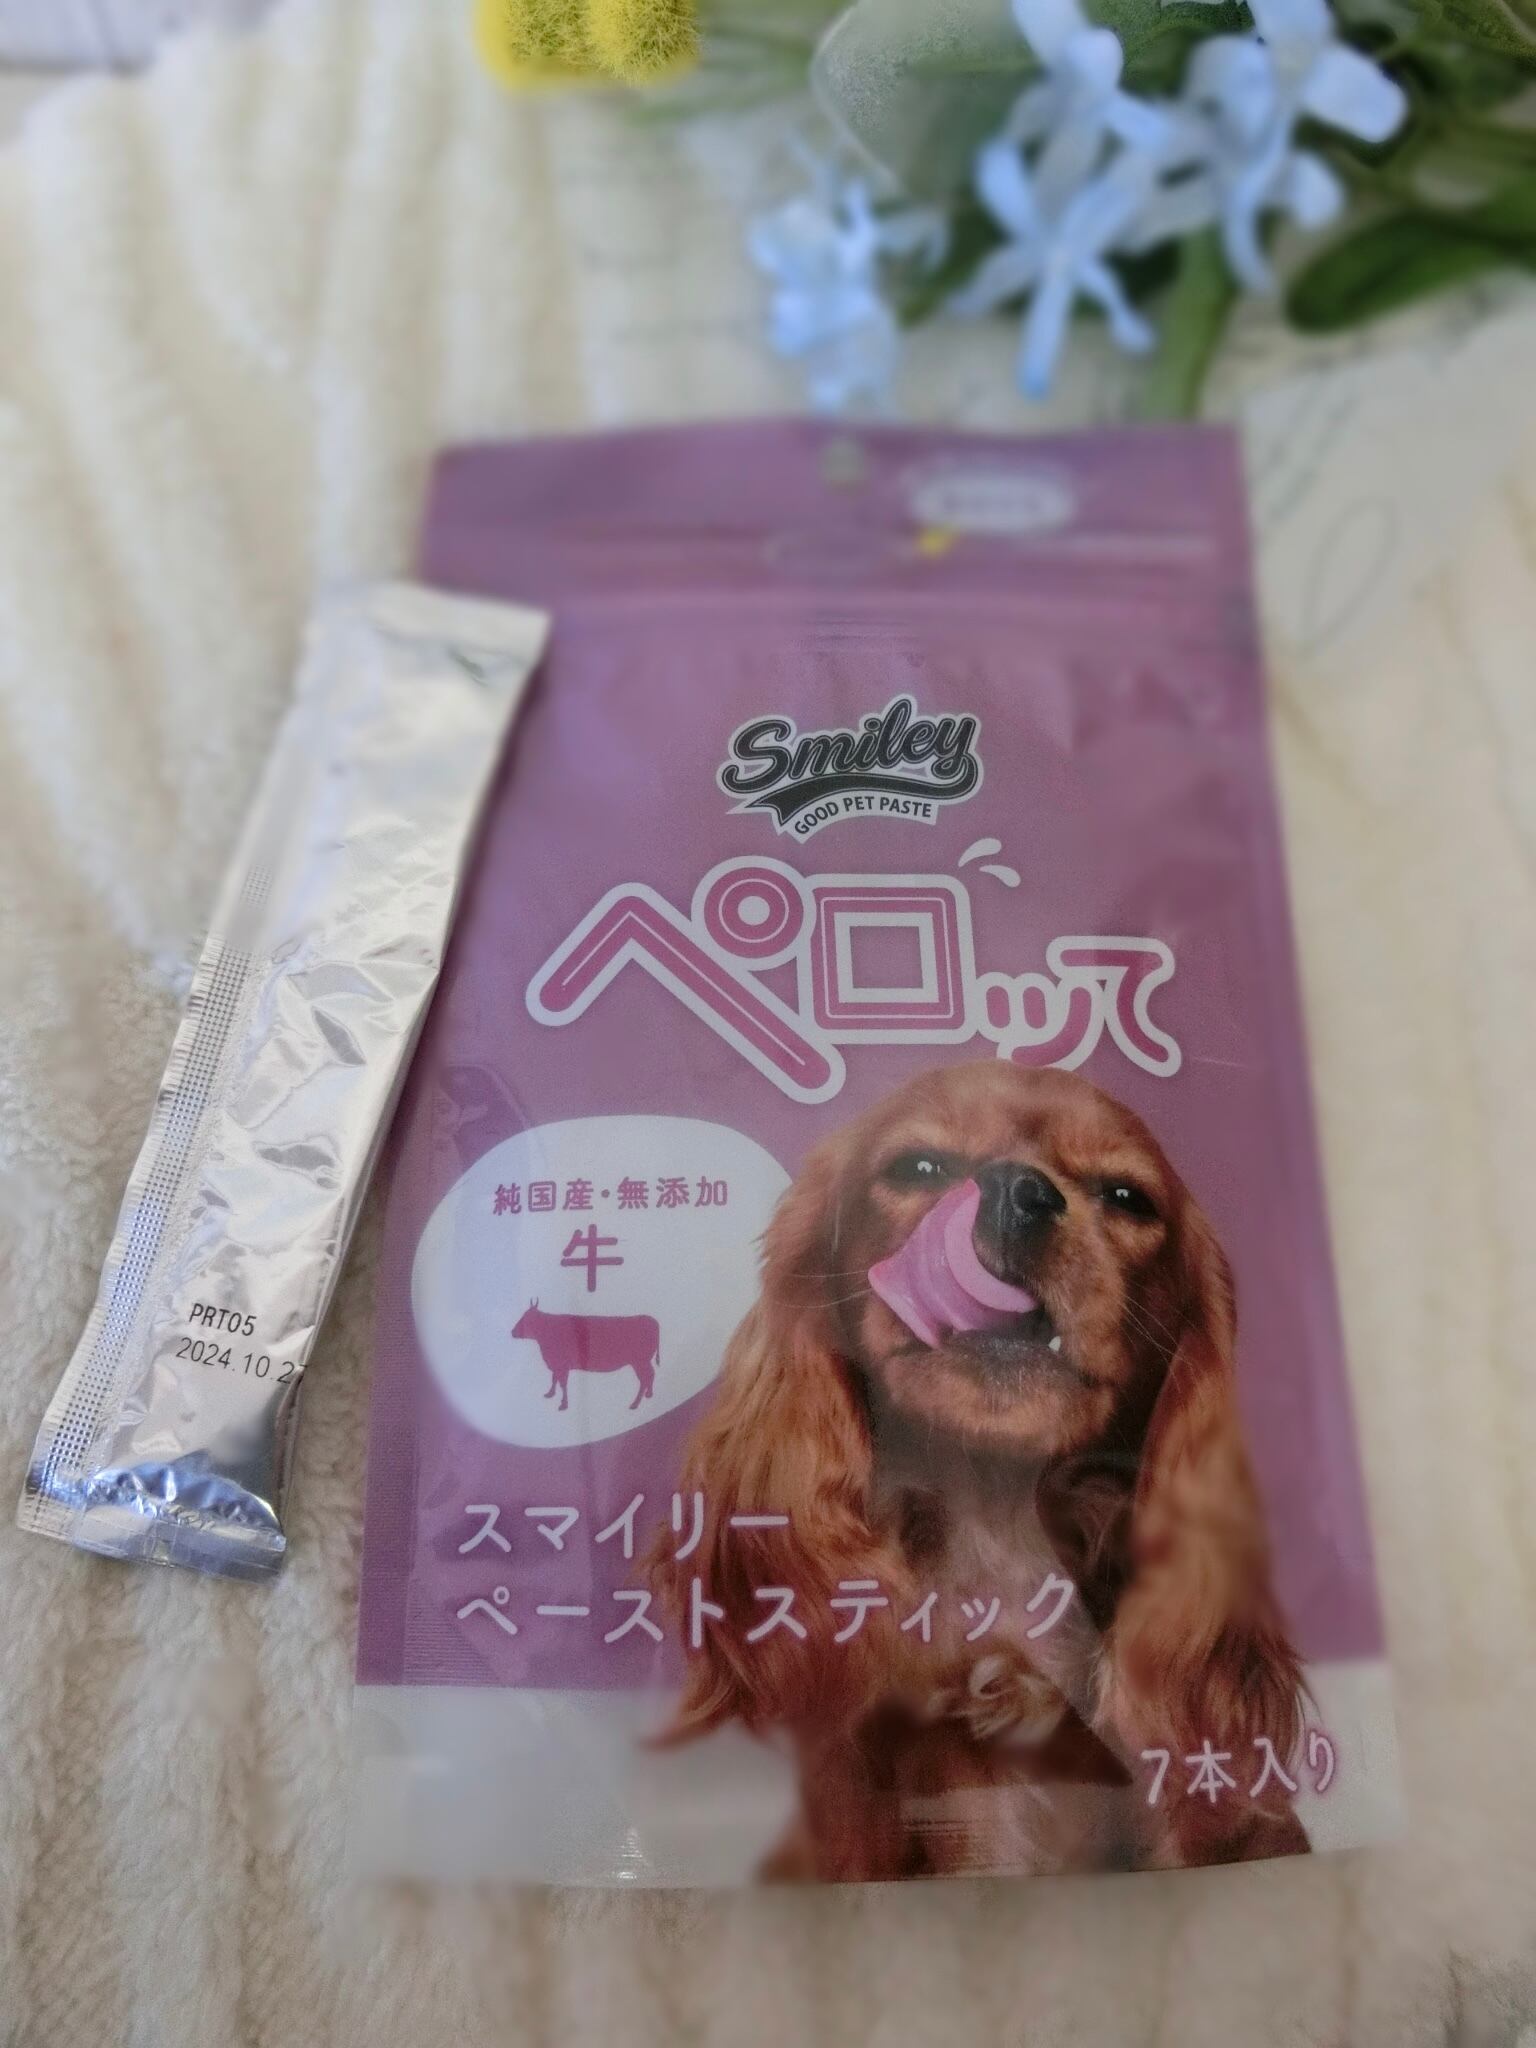 Smiley
GOOD PET PASTE
ペロッて
純国産・無添加
牛
スマイリー
ペーストスティック
7本入り
PRT05
2024.10.27